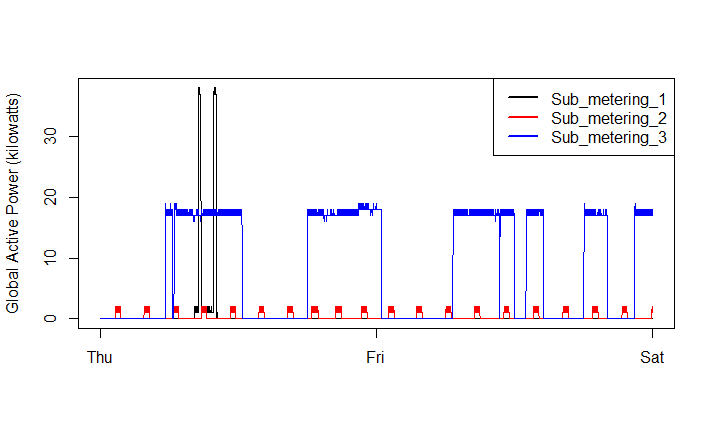 Global Active Power (kilowatts)
30
20
10
0
Sub_metering_1
Sub_metering_2
Sub_metering_3
Thu
Fri
Sat